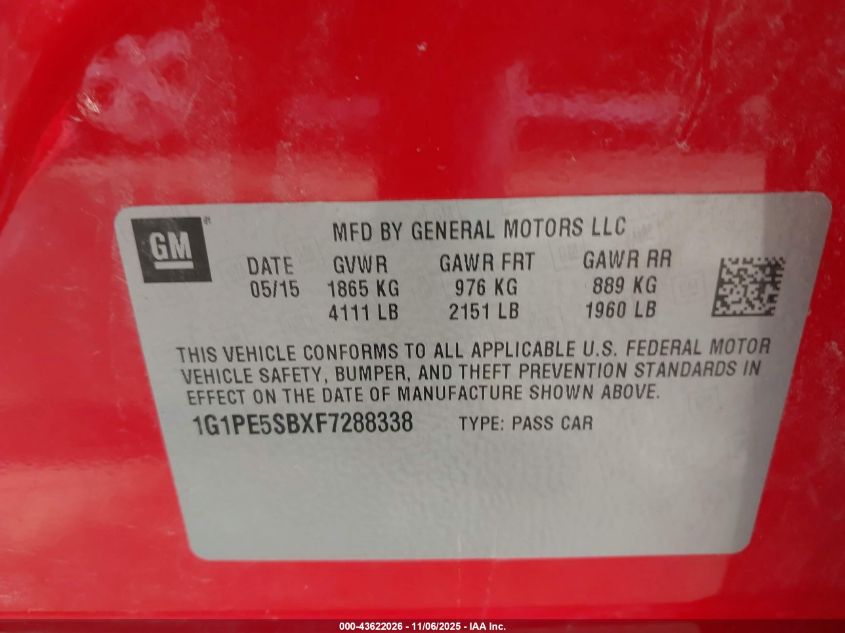 GM
MFD BY GENERAL MOTORS LLC
DATE GVWR GAWR FRT GAWR RR
05/15 1865 KG 976 KG 889 KG
4111 LB 2151 LB 1960 LB
THIS VEHICLE CONFORMS TO ALL APPLICABLE U.S. FEDERAL MOTOR
VEHICLE SAFETY, BUMPER, AND THEFT PREVENTION STANDARDS IN
EFFECT ON THE DATE OF MANUFACTURE SHOWN ABOVE.
1G1PE5SBXF7288338 TYPE: PASS CAR
000-43622026 - 11/06/2025 - IAA Inc.